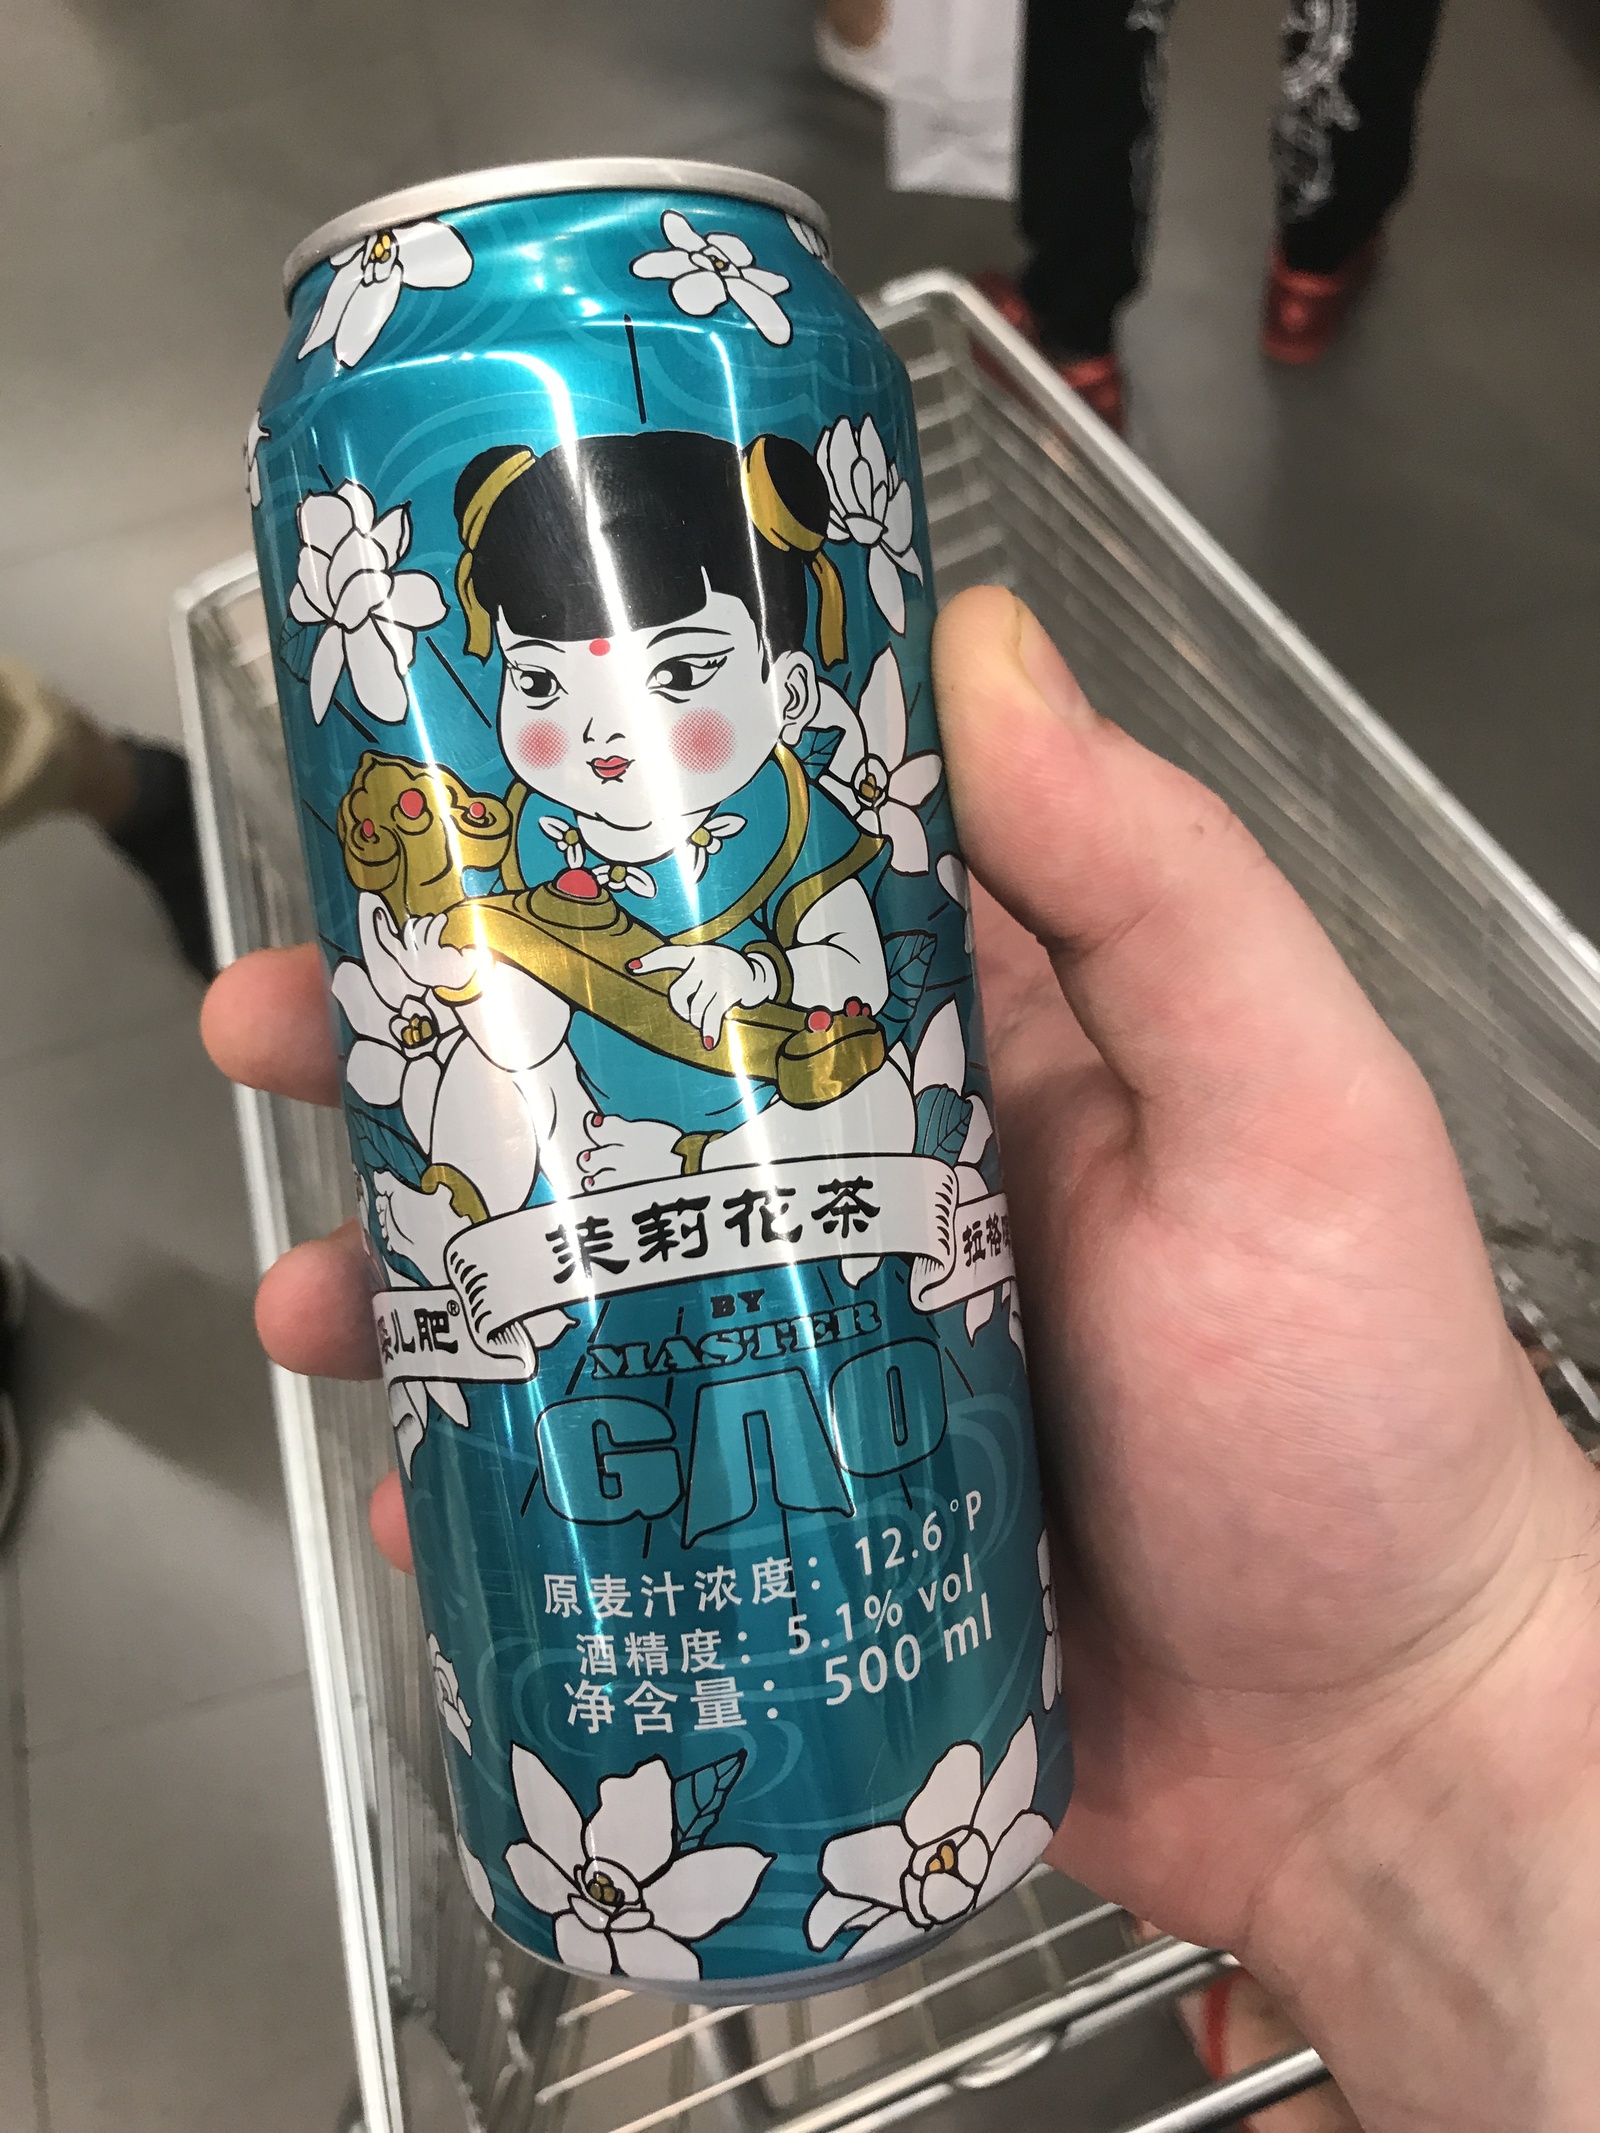 茉莉花茶
拉格
儿肥®
BY
MASTER
GAO
原麦汁浓度：12.6°P
酒精度：5.1% vol
净含量：500 ml